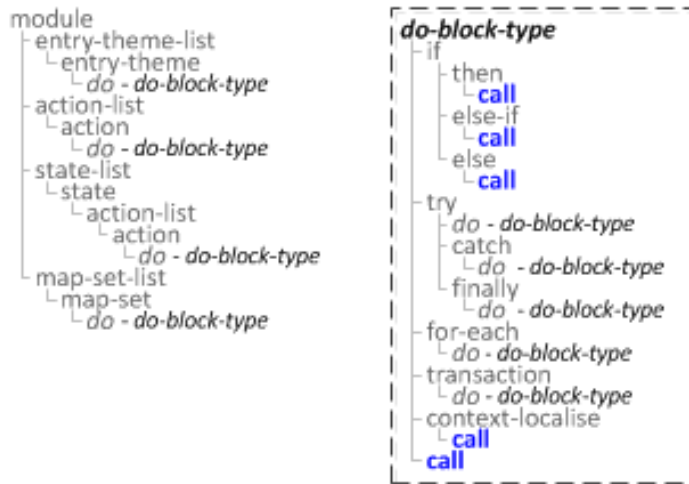 module
entry-theme-list
entry-theme
do - do-block-type
action-list
action
do - do-block-type
state-list
state
action-list
action
do - do-block-type
map-set-list
map-set
do - do-block-type
do-block-type
if
then
call
else-if
call
else
call
try
do - do-block-type
catch
do - do-block-type
finally
do - do-block-type
for-each
do - do-block-type
transaction
do - do-block-type
context-localise
call
call